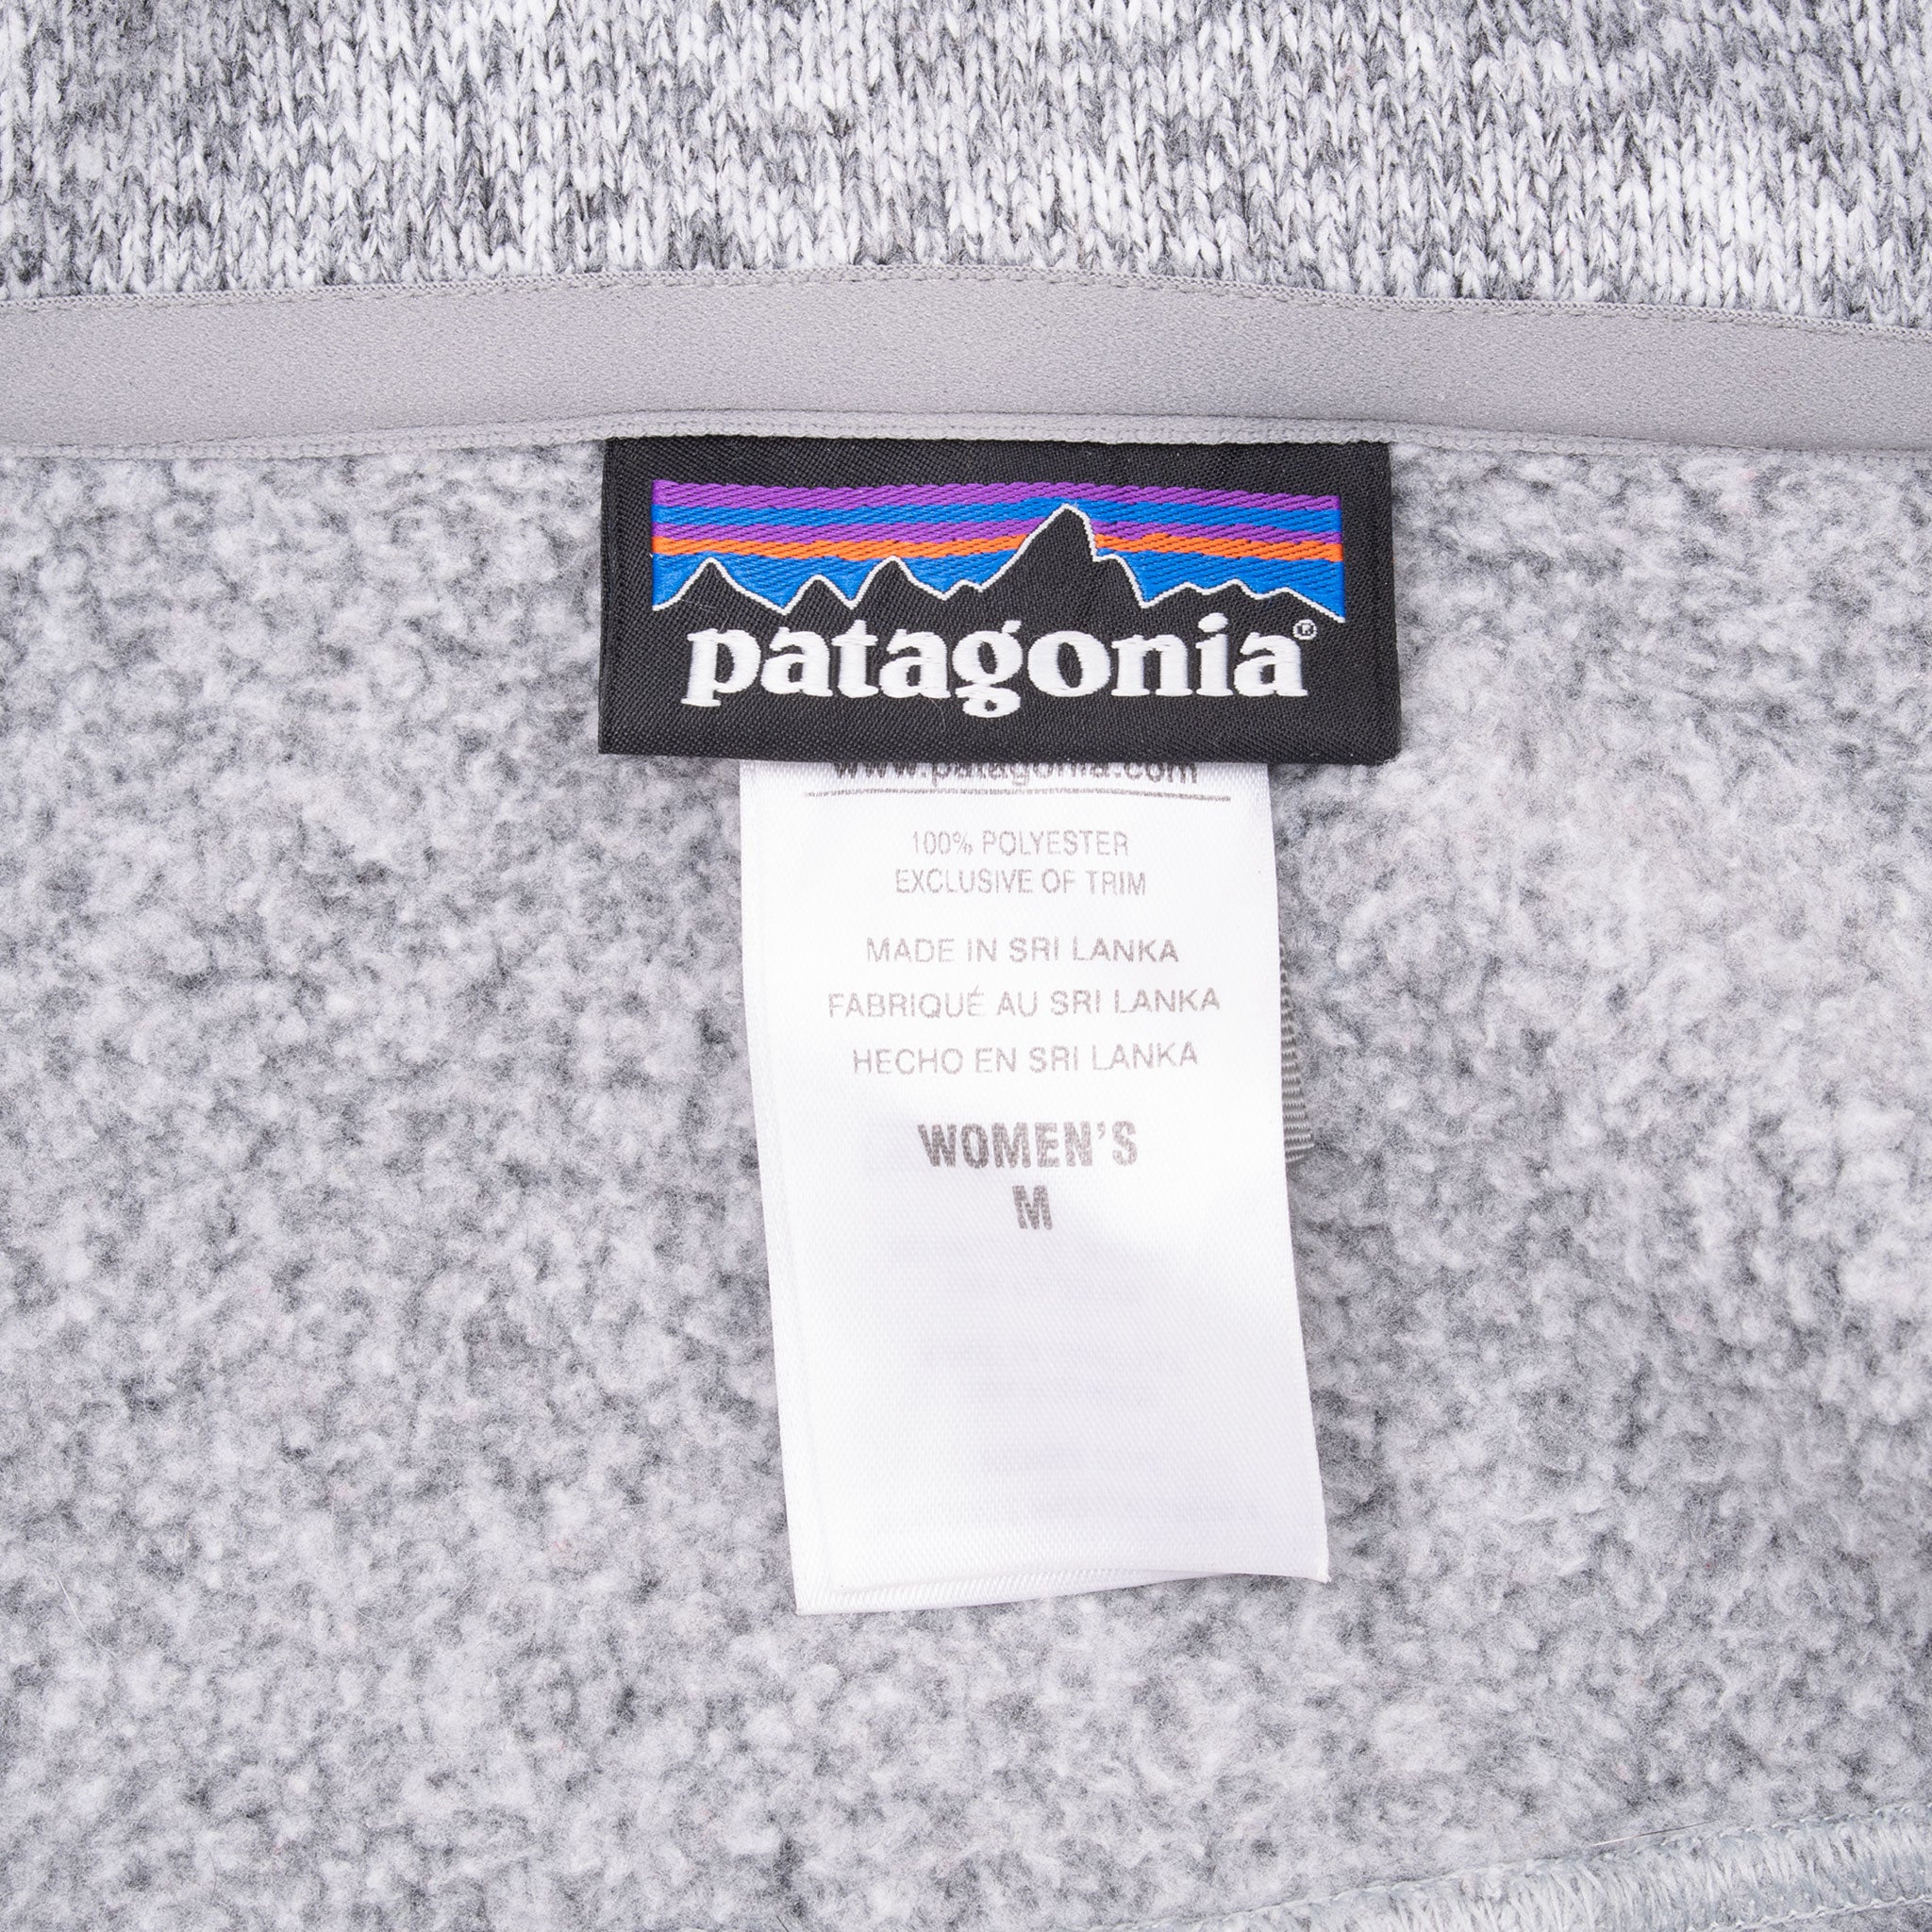 patagonia®
www.patagonia.com
100% POLYESTER
EXCLUSIVE OF TRIM
MADE IN SRI LANKA
FABRIQUÉ AU SRI LANKA
HECHO EN SRI LANKA
WOMEN'S
M